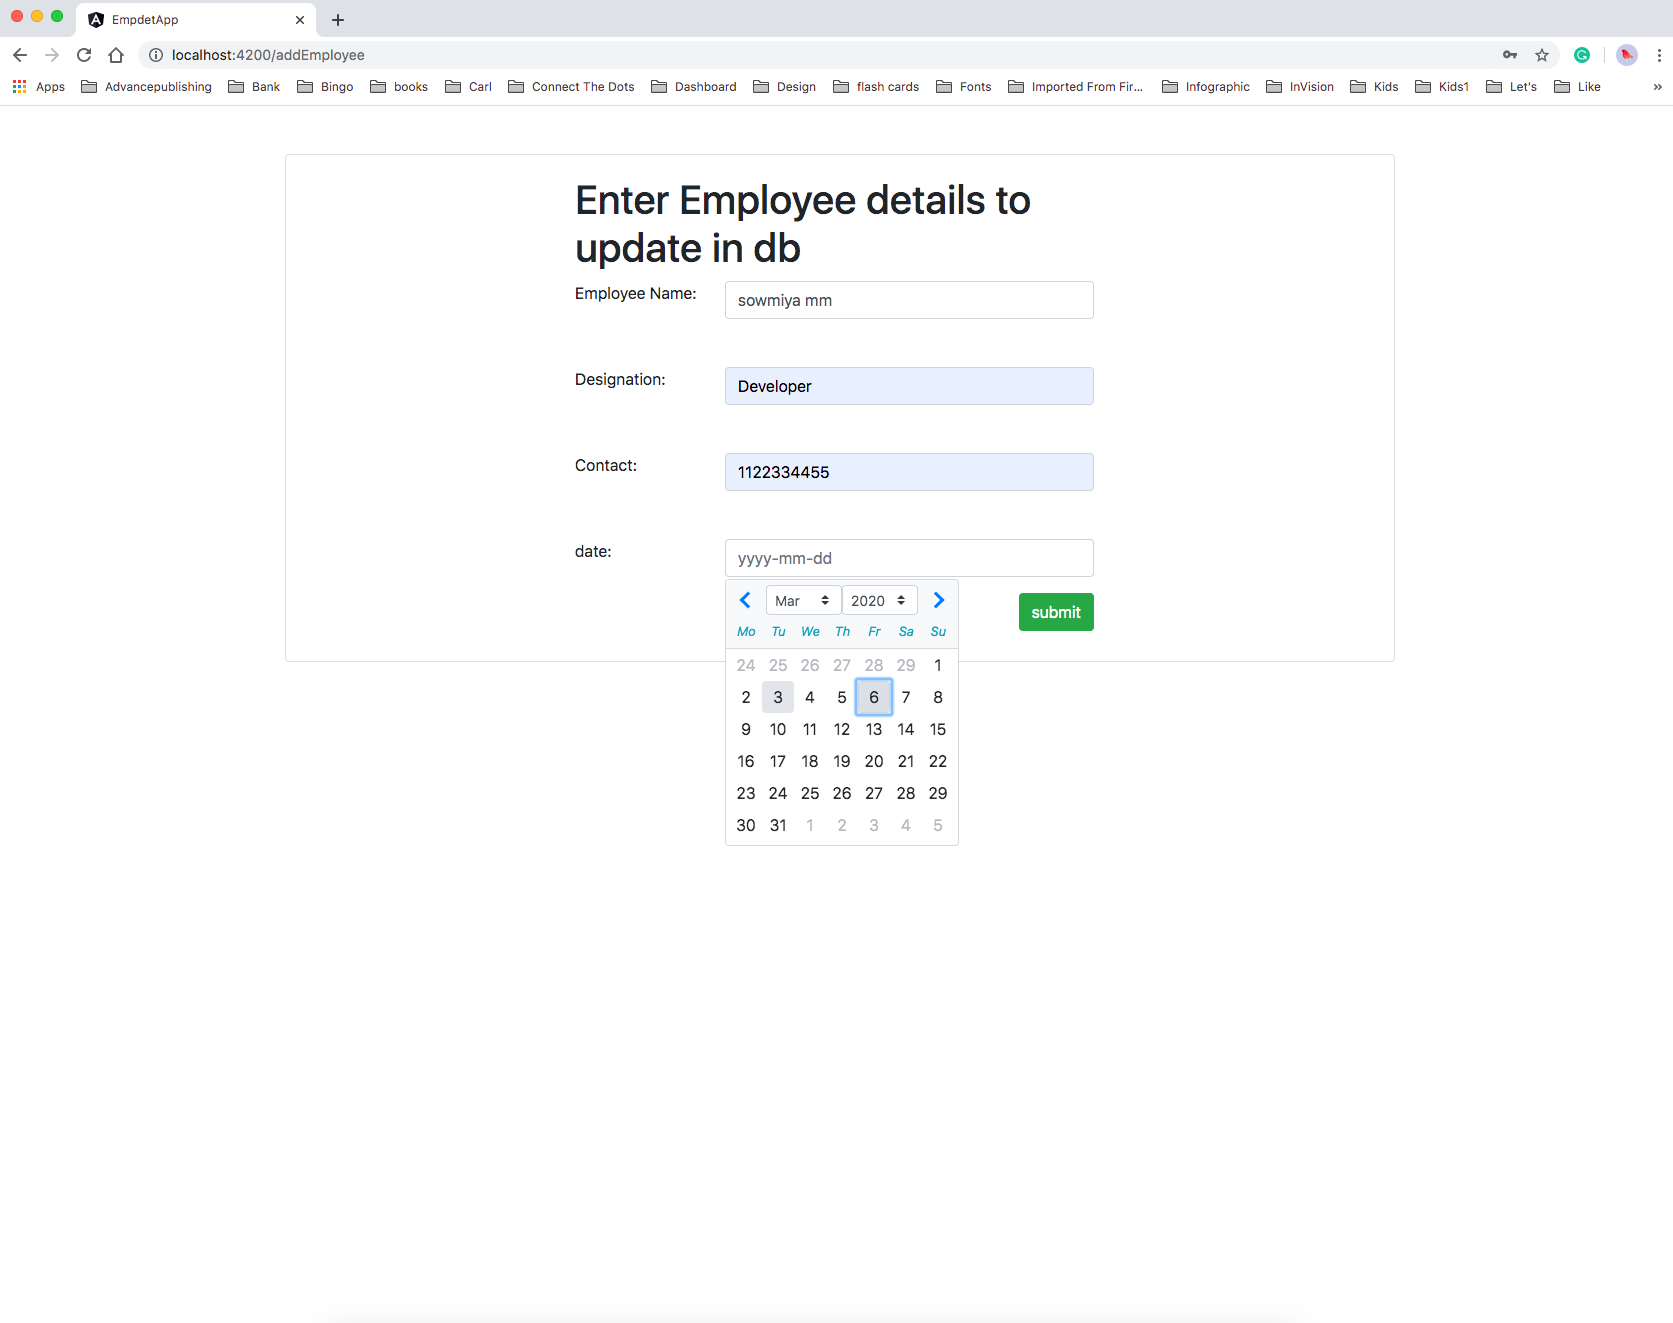 EmpdetApp
localhost:4200/addEmployee
Apps Advancepublishing Bank Bingo books Carl Connect The Dots Dashboard Design flash cards Fonts Imported From Fir... Infographic InVision Kids Kids1 Let's Like »
Enter Employee details to
update in db
Employee Name: sowmiya mm
Designation: Developer
Contact: 1122334455
date: yyyy-mm-dd
Mar 2020 submit
Mo Tu We Th Fr Sa Su
24 25 26 27 28 29 1
2 3 4 5 6 7 8
9 10 11 12 13 14 15
16 17 18 19 20 21 22
23 24 25 26 27 28 29
30 31 1 2 3 4 5